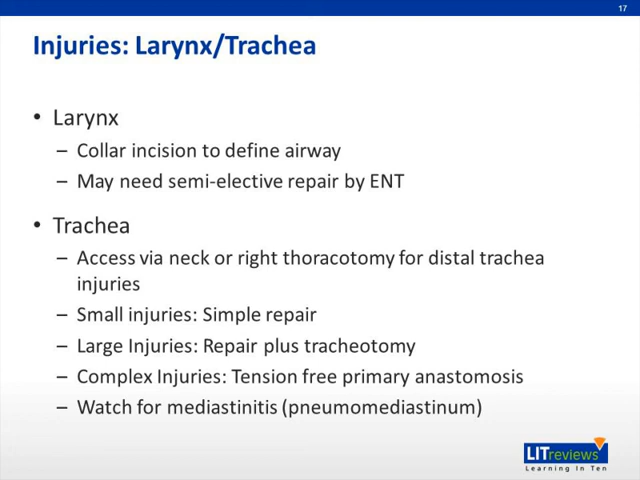 17
Injuries: Larynx/Trachea
• Larynx
– Collar incision to define airway
– May need semi-elective repair by ENT
• Trachea
– Access via neck or right thoracotomy for distal trachea
injuries
– Small injuries: Simple repair
– Large Injuries: Repair plus tracheotomy
– Complex Injuries: Tension free primary anastomosis
– Watch for mediastinitis (pneumomediastinum)
LITreviews
Learning In Ten